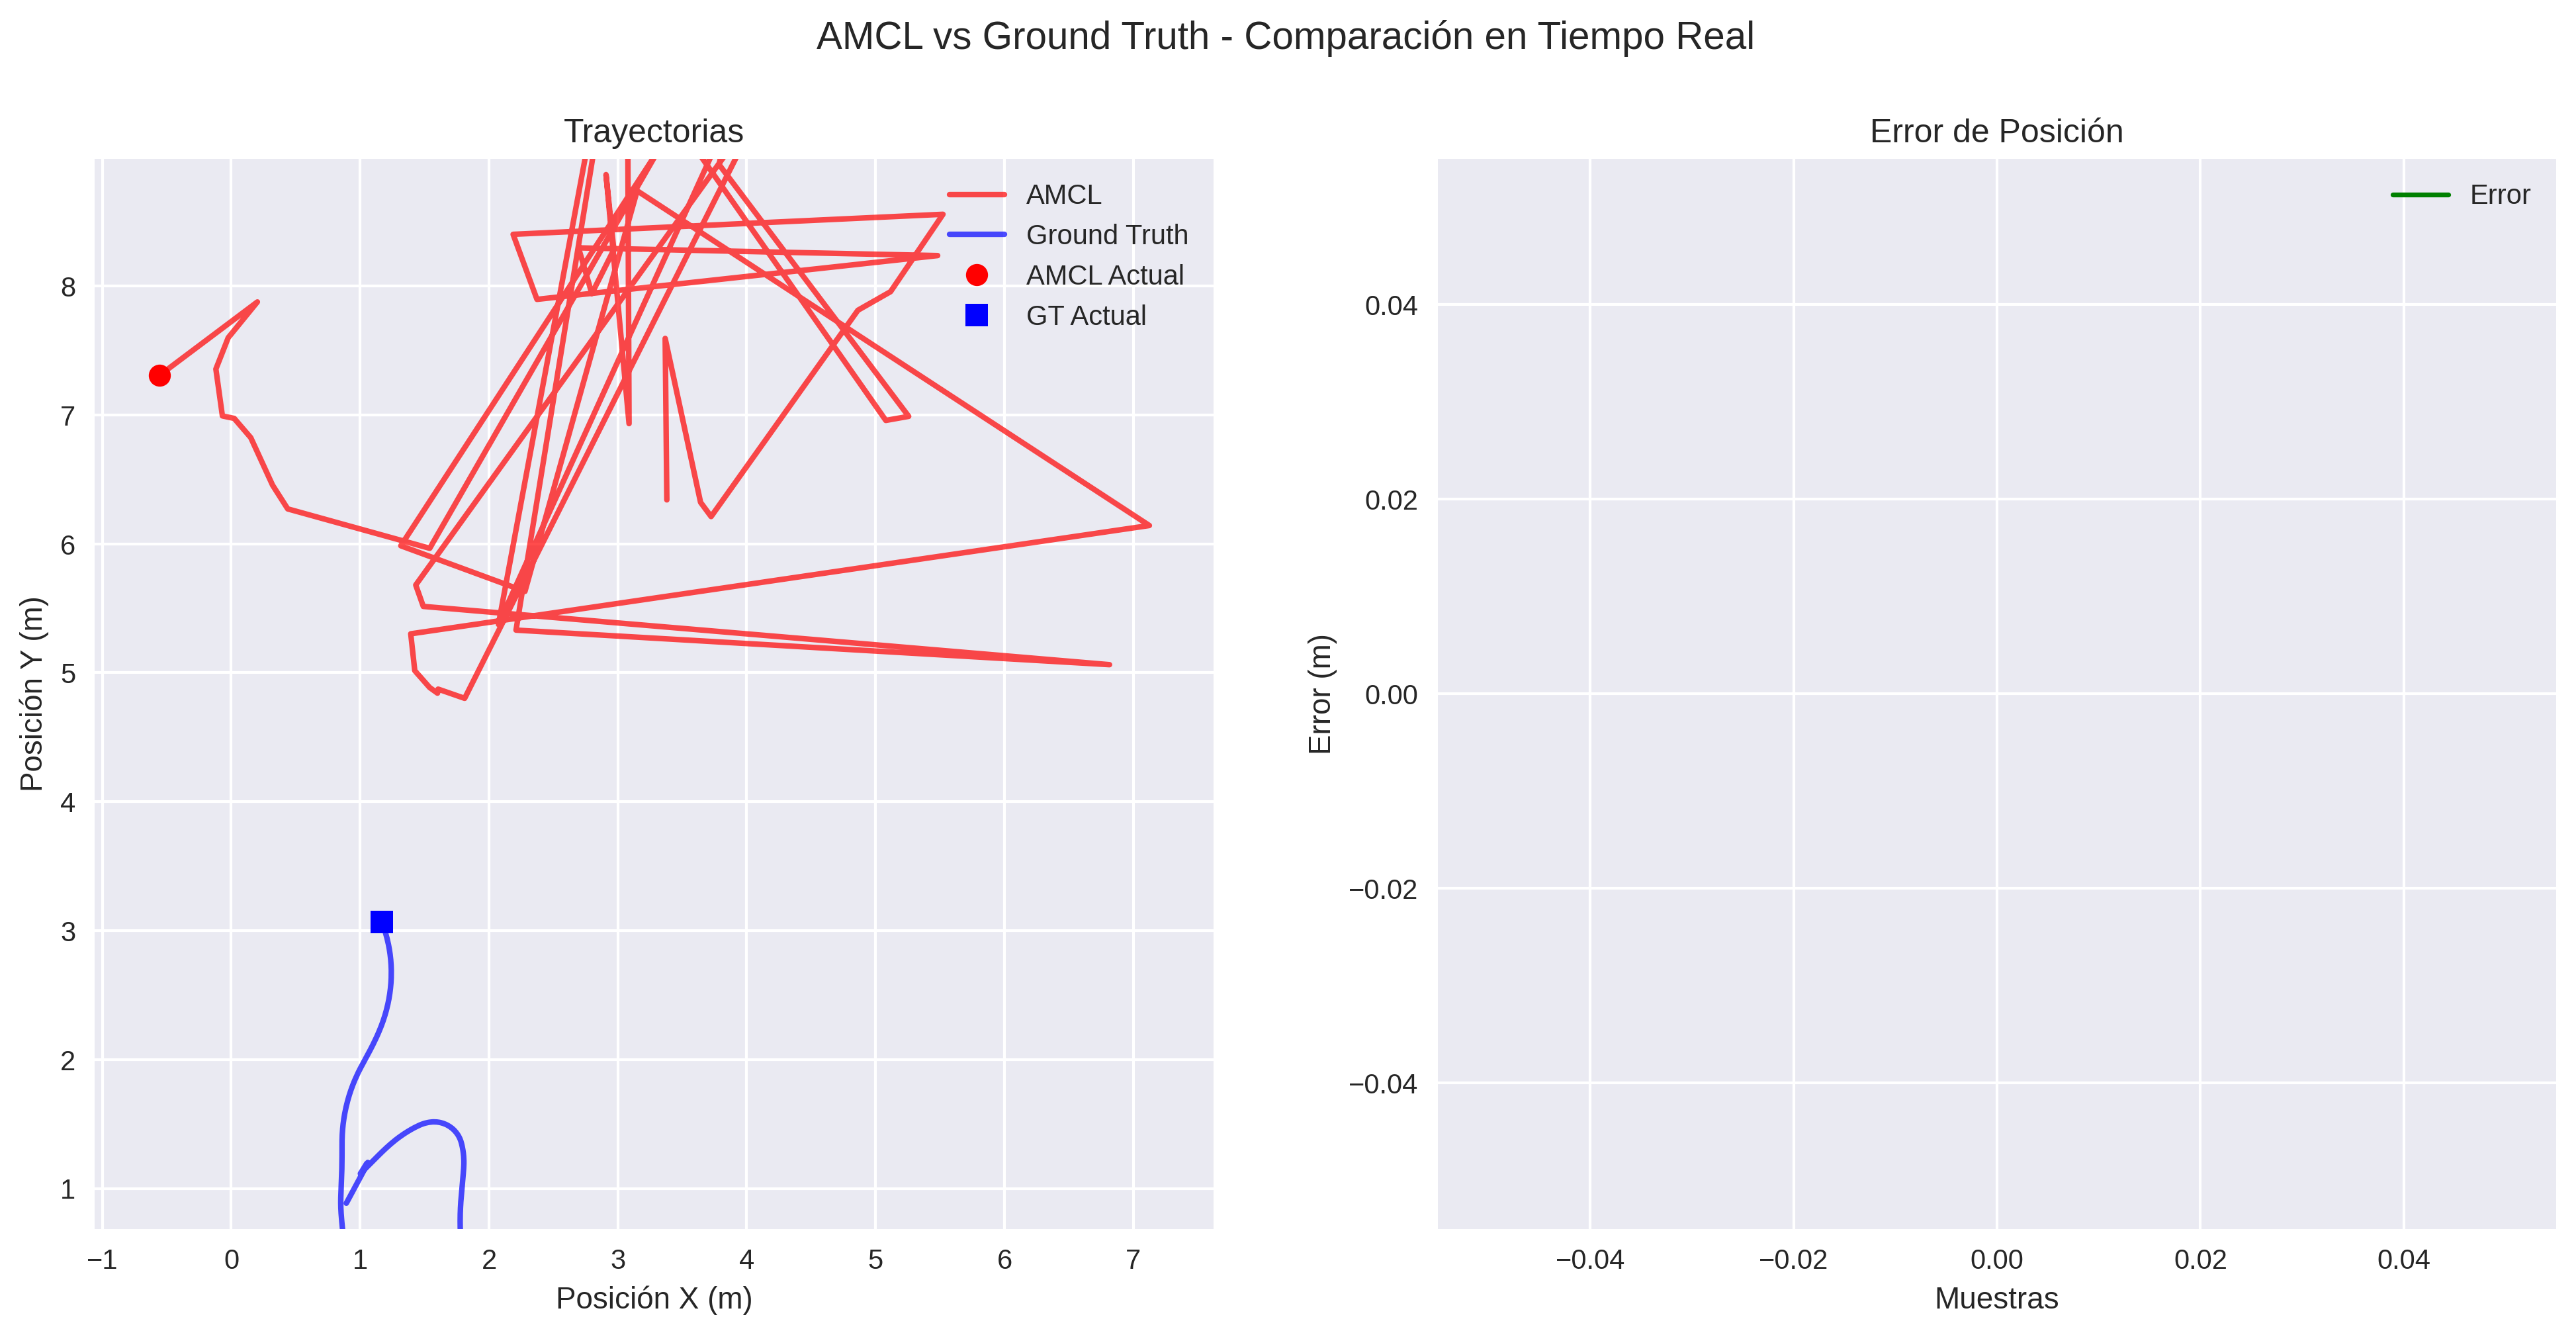 AMCL vs Ground Truth - Comparación en Tiempo Real
Trayectorias
AMCL
Ground Truth
AMCL Actual
GT Actual
8
7
6
5
4
3
2
1
Posición Y (m)
−1 0 1 2 3 4 5 6 7
Posición X (m)
Error de Posición
Error
0.04
0.02
0.00
−0.02
−0.04
Error (m)
−0.04 −0.02 0.00 0.02 0.04
Muestras